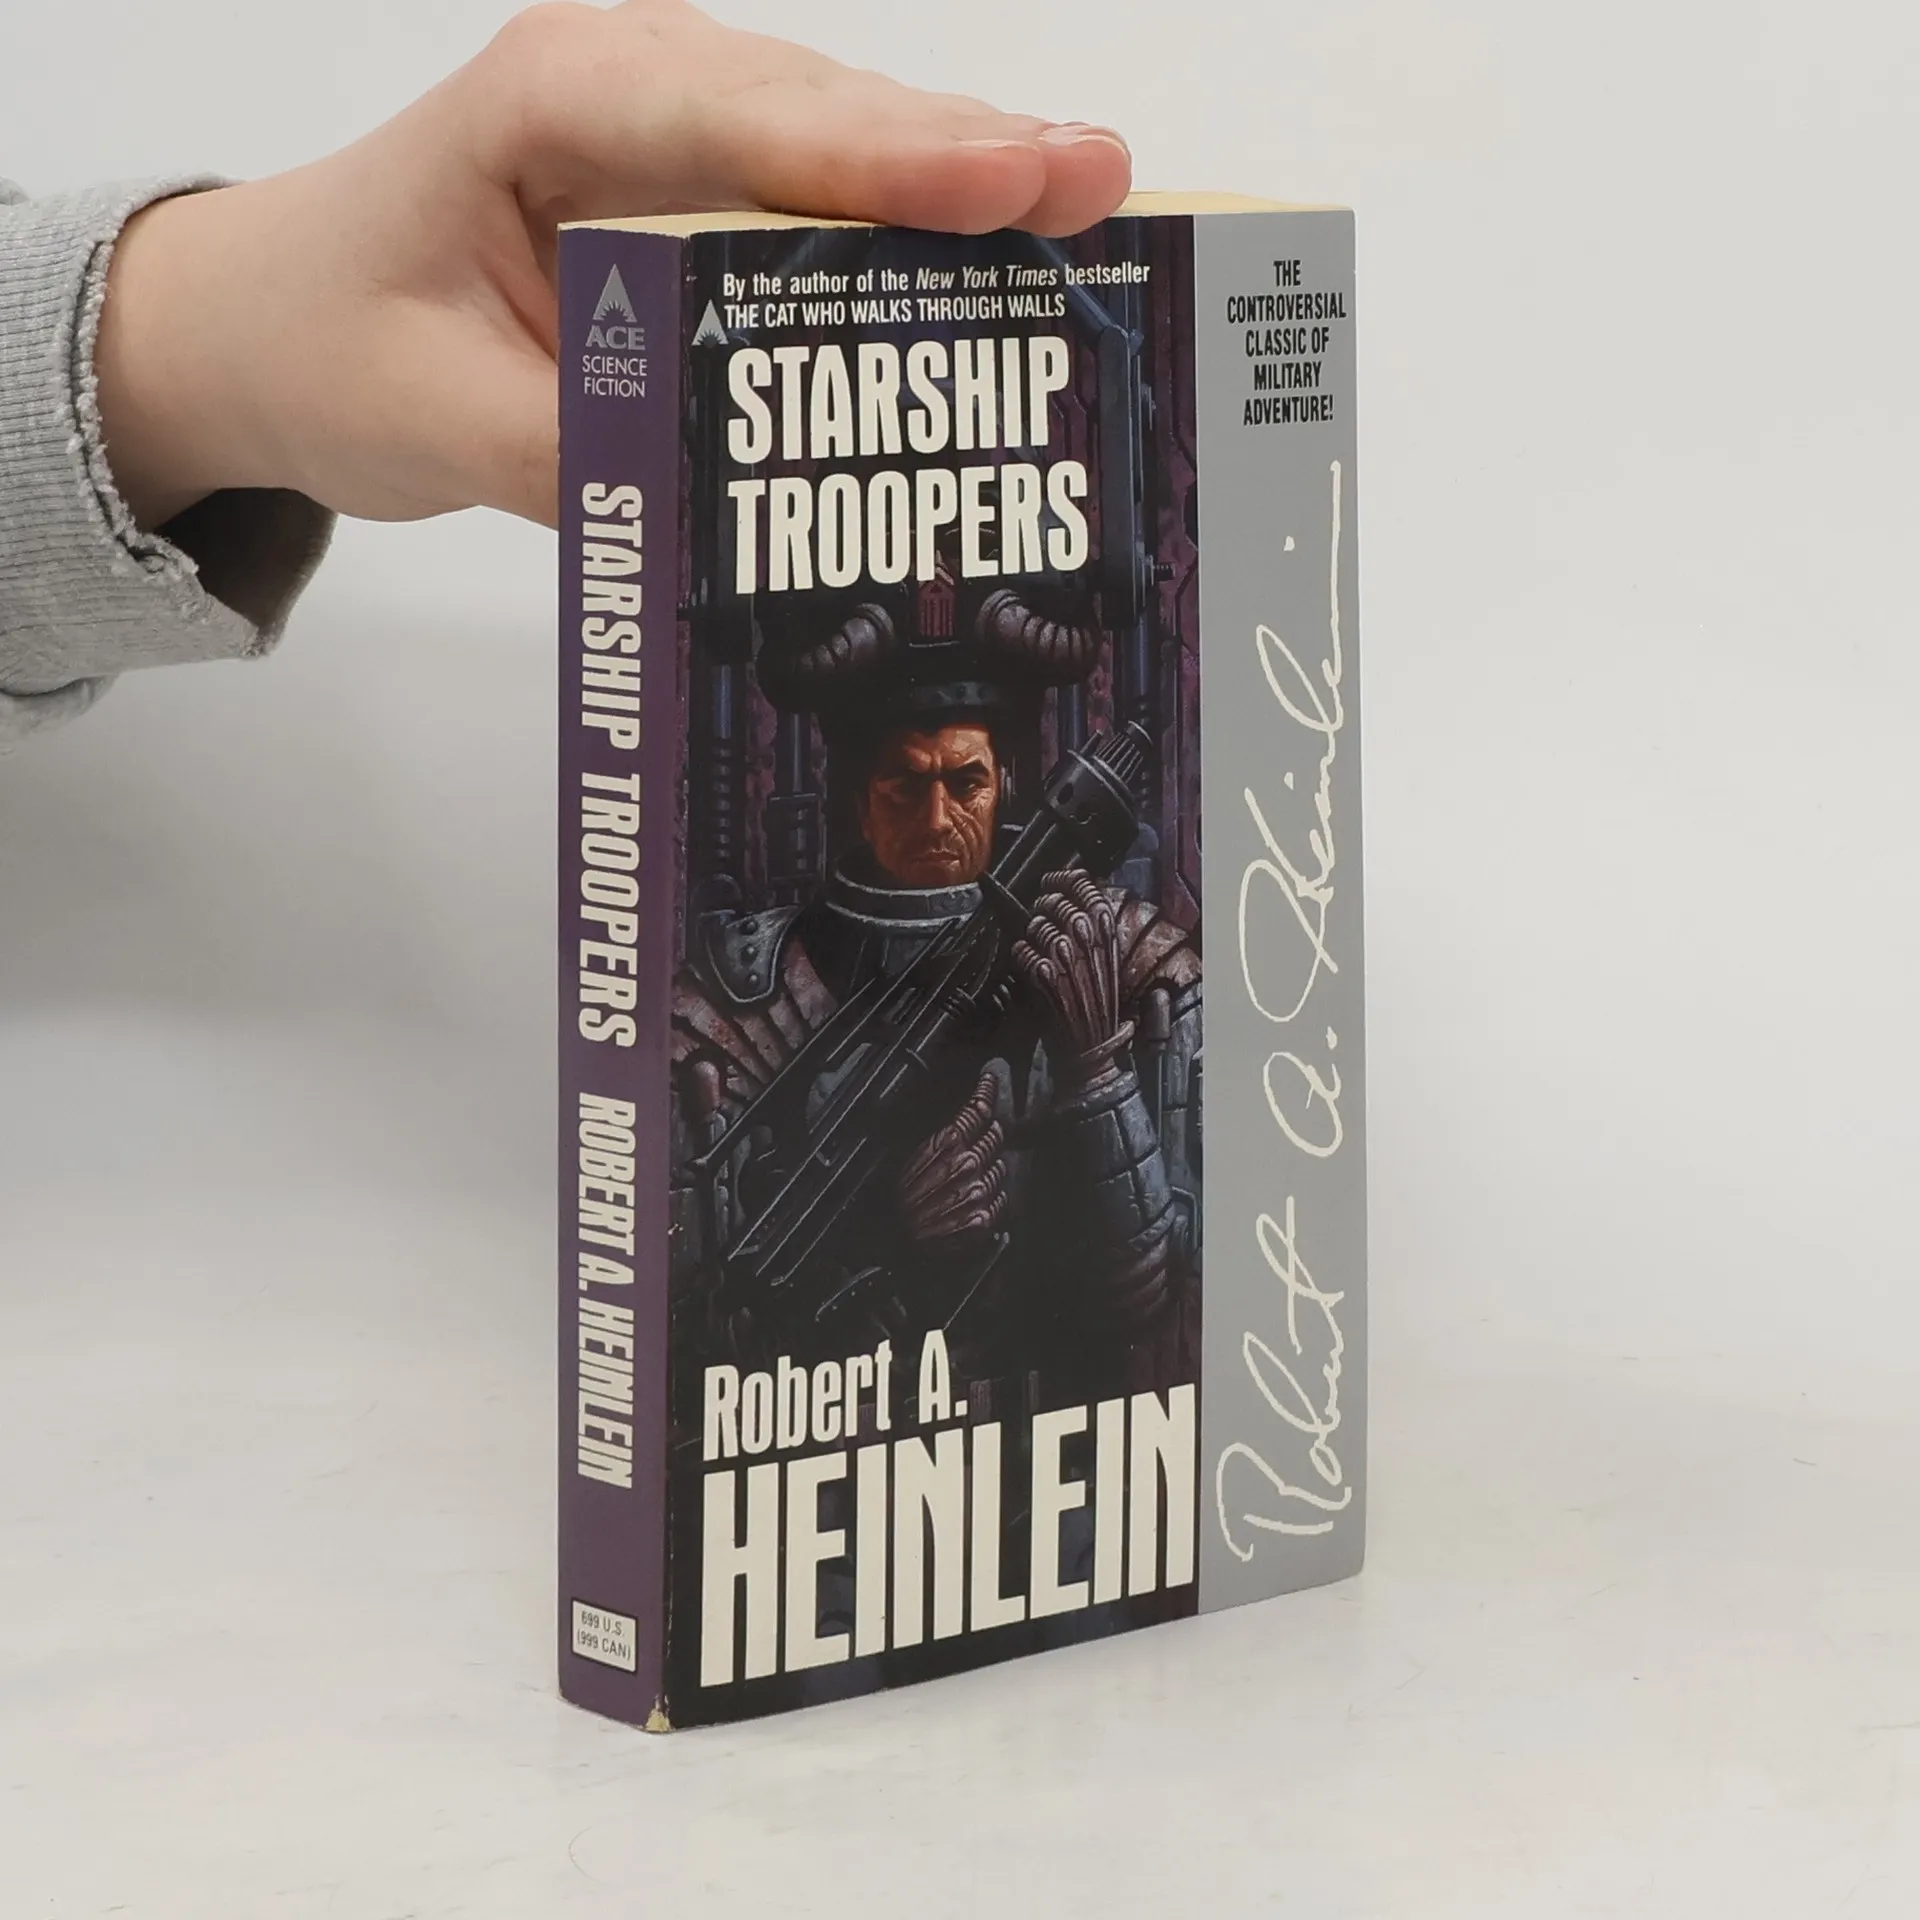 ACE
SCIENCE
FICTION
STARSHIP TROOPERS ROBERT A. HEINLEIN
699 U.S.
(999 CAN)
By the author of the New York Times bestseller
THE CAT WHO WALKS THROUGH WALLS
STARSHIP
TROOPERS
Robert A.
HEINLEIN
THE
CONTROVERSIAL
CLASSIC OF
MILITARY
ADVENTURE!
Robert A. Heinlein